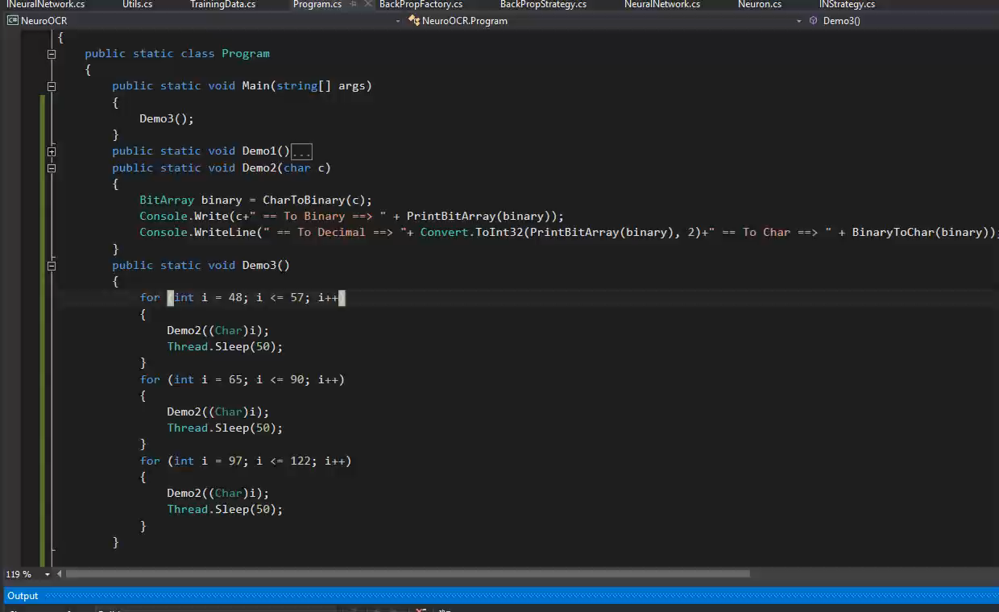 INeuralNetwork.cs Utils.cs TrainingData.cs Program.cs BackPropFactory.cs BackPropStrategy.cs NeuralNetwork.cs Neuron.cs INStrategy.cs
C# NeuroOCR NeuroOCR.Program Demo3()
{
public static class Program
{
public static void Main(string[] args)
{
Demo3();
}
public static void Demo1()...
public static void Demo2(char c)
{
BitArray binary = CharToBinary(c);
Console.Write(c+" == To Binary ==> " + PrintBitArray(binary));
Console.WriteLine(" == To Decimal ==> "+ Convert.ToInt32(PrintBitArray(binary), 2)+" == To Char ==> " + BinaryToChar(binary));
}
public static void Demo3()
{
for (int i = 48; i <= 57; i++)
{
Demo2((Char)i);
Thread.Sleep(50);
}
for (int i = 65; i <= 90; i++)
{
Demo2((Char)i);
Thread.Sleep(50);
}
for (int i = 97; i <= 122; i++)
{
Demo2((Char)i);
Thread.Sleep(50);
}
}
119 %
Output